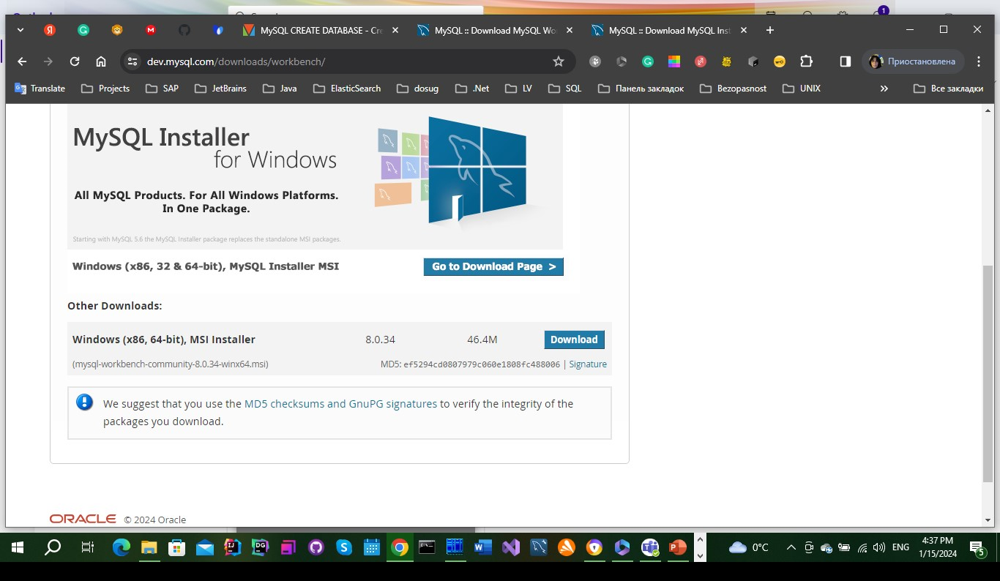 1
MySQL CREATE DATABASE - Cre
MySQL :: Download MySQL Wo
MySQL :: Download MySQL Inst
dev.mysql.com/downloads/workbench/
Приостановлена
Translate Projects SAP JetBrains Java ElasticSearch dosug .Net LV SQL Панель закладок Bezopasnost UNIX » Все закладки
MySQL Installer
for Windows
All MySQL Products. For All Windows Platforms.
In One Package.
Starting with MySQL 5.6 the MySQL Installer package replaces the standalone MSI packages.
Windows (x86, 32 & 64-bit), MySQL Installer MSI Go to Download Page >
Other Downloads:
Windows (x86, 64-bit), MSI Installer 8.0.34 46.4M Download
(mysql-workbench-community-8.0.34-winx64.msi) MD5: ef5294cd0807979c060e1808fc488006 | Signature
We suggest that you use the MD5 checksums and GnuPG signatures to verify the integrity of the
packages you download.
ORACLE © 2024 Oracle
0°C ENG 4:37 PM
1/15/2024
5